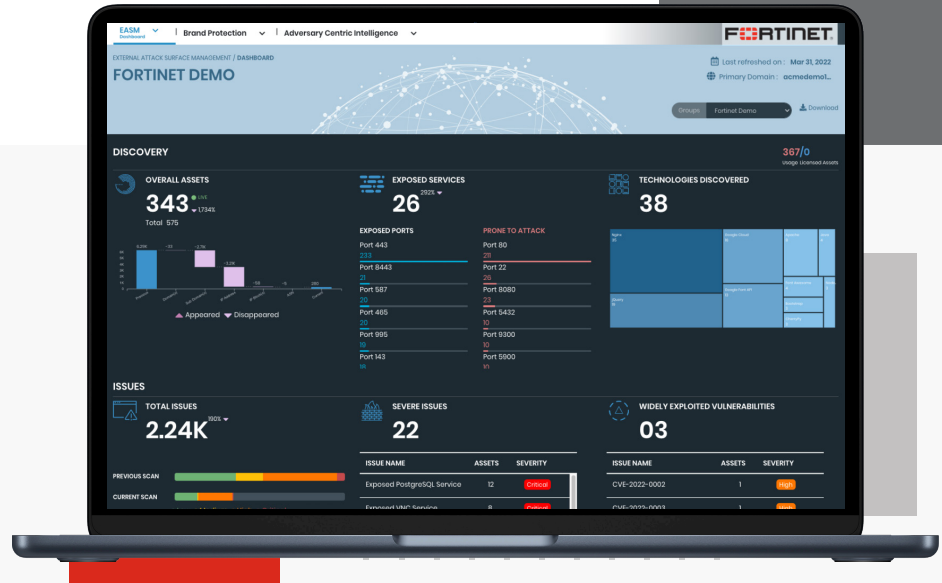 EASM
Dashboard
Brand Protection
Adversary Centric Intelligence
FORTINET
EXTERNAL ATTACK SURFACE MANAGEMENT / DASHBOARD
FORTINET DEMO
Last refreshed on : Mar 31, 2022
Primary Domain : acmedemo1...
Groups Fortinet Demo
Download
DISCOVERY
367/0
Usage Licensed Assets
OVERALL ASSETS
343 LIVE
1,734%
Total 575
Appeared Disappeared
EXPOSED SERVICES
26 292%
EXPOSED PORTS
Port 443
233
Port 8443
21
Port 587
20
Port 465
20
Port 995
19
Port 143
PRONE TO ATTACK
Port 80
211
Port 22
26
Port 8080
23
Port 5432
10
Port 9300
10
Port 5900
10
TECHNOLOGIES DISCOVERED
38
ISSUES
TOTAL ISSUES
2.24K 190%
PREVIOUS SCAN
CURRENT SCAN
SEVERE ISSUES
22
ISSUE NAME ASSETS SEVERITY
Exposed PostgreSQL Service 12 Critical
Exposed VNC Service 8 Critical
WIDELY EXPLOITED VULNERABILITIES
03
ISSUE NAME ASSETS SEVERITY
CVE-2022-0002 1 High
CVE-2022-0003 1 High